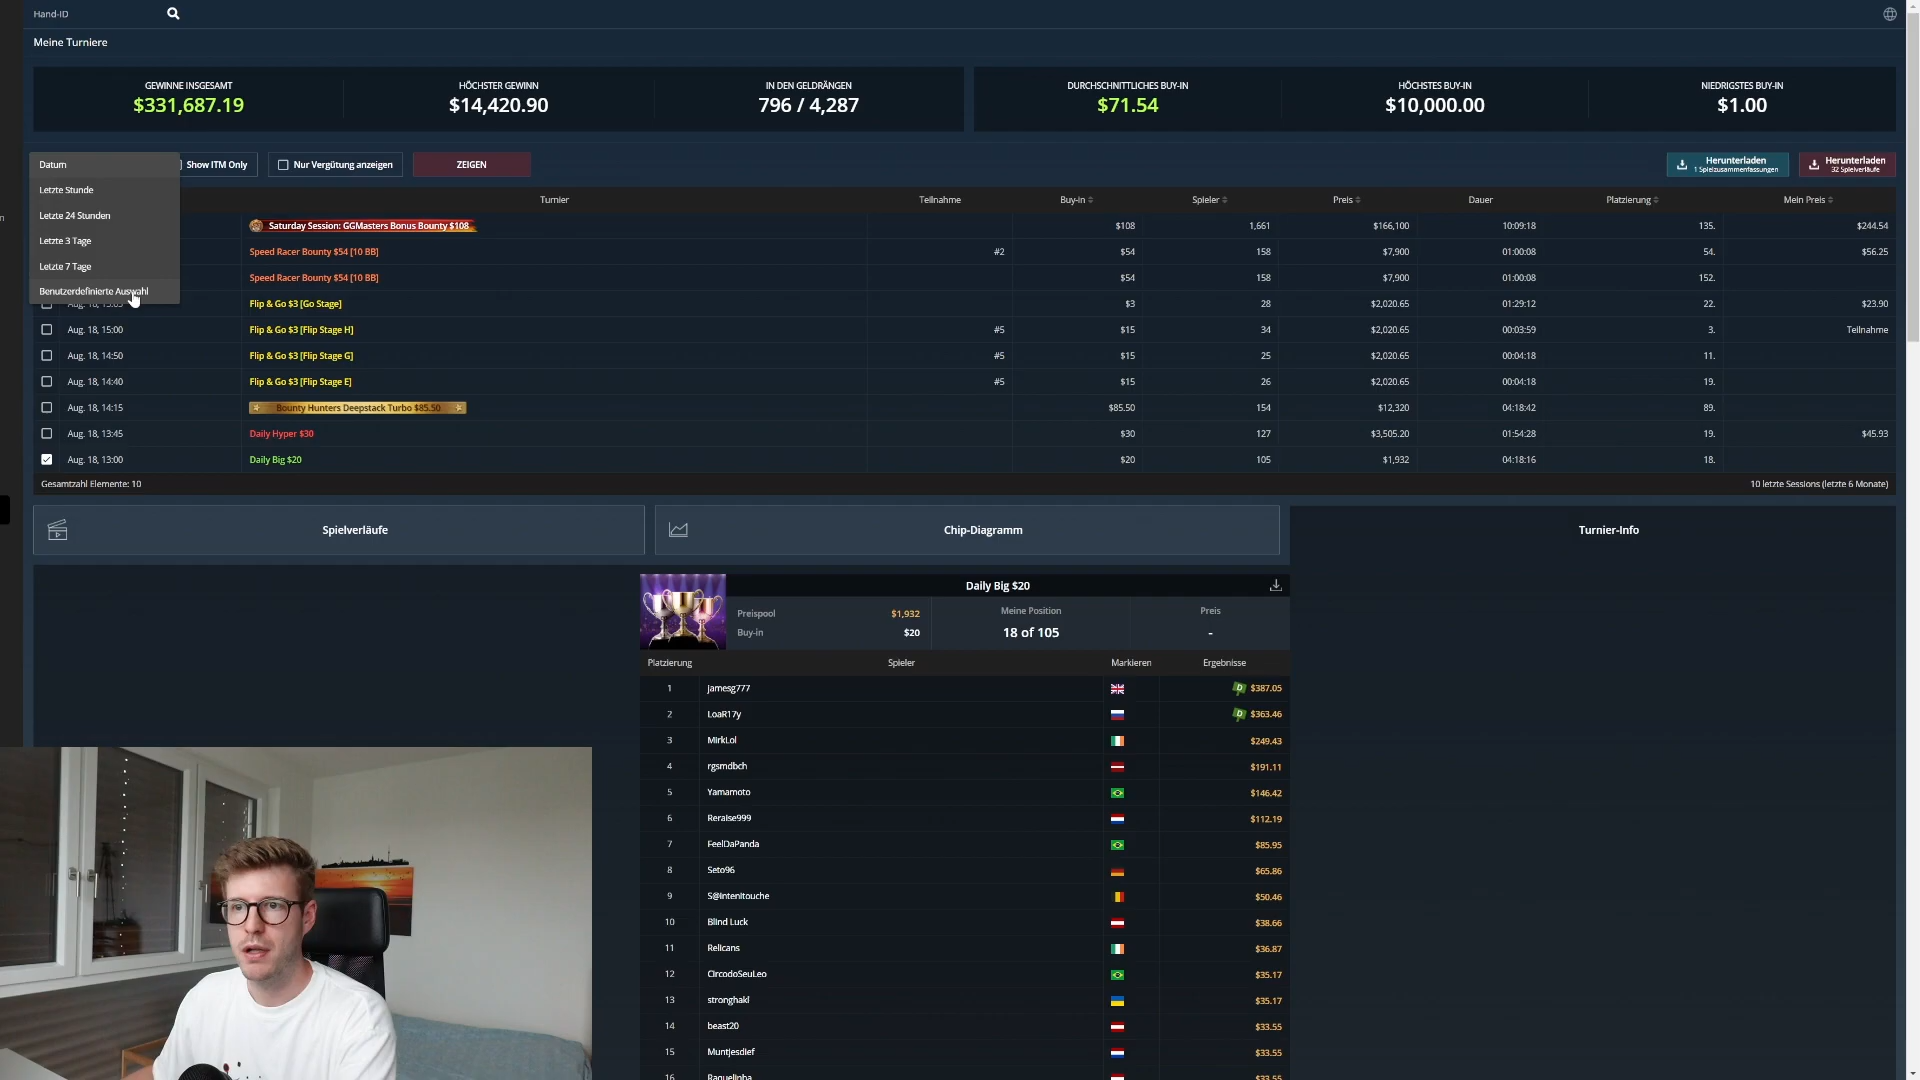 Hand-ID
Meine Turniere
GEWINNE INSGESAMT
$331,687.19
HÖCHSTER GEWINN
$14,420.90
IN DEN GELDRÄNGEN
796 / 4,287
DURCHSCHNITTLICHES BUY-IN
$71.54
HÖCHSTES BUY-IN
$10,000.00
NIEDRIGSTES BUY-IN
$1.00
Datum
Letzte Stunde
Letzte 24 Stunden
Letzte 3 Tage
Letzte 7 Tage
Benutzerdefinierte Auswahl
Show ITM Only
Nur Vergütung anzeigen
ZEIGEN
Herunterladen
1 Spielzusammenfassungen
Herunterladen
32 Spielverläufe
Turnier Teilnahme Buy-in Spieler Preis Dauer Platzierung Mein Preis
Saturday Session: GGMasters Bonus Bounty $108 $108 1,661 $166,100 10:09:18 135. $244.54
Speed Racer Bounty $54 [10 BB] #2 $54 158 $7,900 01:00:08 54. $56.25
Speed Racer Bounty $54 [10 BB] $54 158 $7,900 01:00:08 152.
Flip & Go $3 [Go Stage] $3 28 $2,020.65 01:29:12 22. $23.90
Aug. 18, 15:00 Flip & Go $3 [Flip Stage H] #5 $15 34 $2,020.65 00:03:59 3. Teilnahme
Aug. 18, 14:50 Flip & Go $3 [Flip Stage G] #5 $15 25 $2,020.65 00:04:18 11.
Aug. 18, 14:40 Flip & Go $3 [Flip Stage E] #5 $15 26 $2,020.65 00:04:18 19.
Aug. 18, 14:15 Bounty Hunters Deepstack Turbo $85.50 $85.50 154 $12,320 04:18:42 89.
Aug. 18, 13:45 Daily Hyper $30 $30 127 $3,505.20 01:54:28 19. $45.93
Aug. 18, 13:00 Daily Big $20 $20 105 $1,932 04:18:16 18.
Gesamtzahl Elemente: 10 10 letzte Sessions (letzte 6 Monate)
Spielverläufe
Chip-Diagramm
Turnier-Info
Daily Big $20
Preispool $1,932
Buy-in $20
Meine Position
18 of 105
Preis
-
Platzierung Spieler Markieren Ergebnisse
1 jamesg777 D $387.05
2 LoaR17y D $363.46
3 MirkLol $249.43
4 rgsmdbch $191.11
5 Yamamoto $146.42
6 Reraise999 $112.19
7 FeelDaPanda $85.95
8 Seto96 $65.86
9 S@intenitouche $50.46
10 Blind Luck $38.66
11 Relicans $36.87
12 CircodoSeuLeo $35.17
13 stronghakl $35.17
14 beast20 $33.55
15 Muntjesdief $33.55
16 Raquelinha $33.55